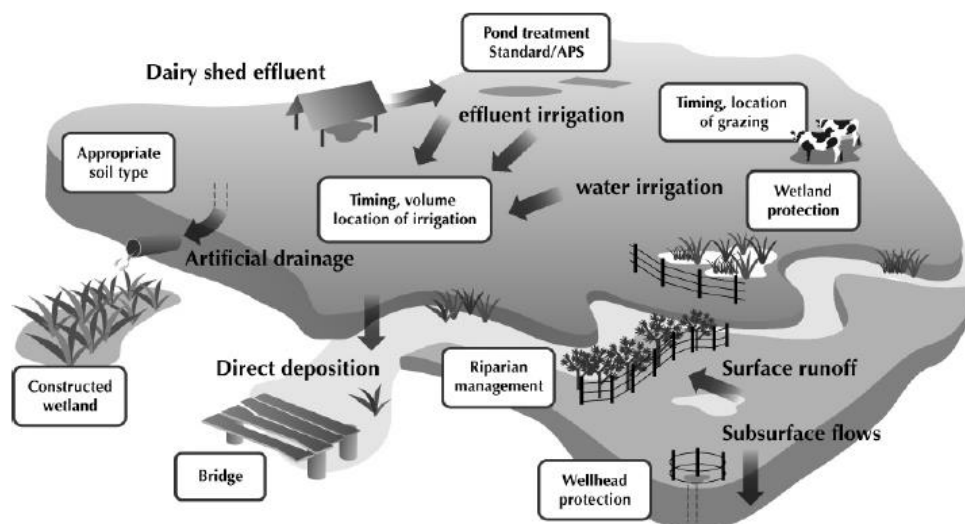 Pond treatment
Standard/APS
Dairy shed effluent
effluent irrigation
Timing, location
of grazing
Appropriate
soil type
Timing, volume
location of irrigation
water irrigation
Wetland
protection
Artificial drainage
Constructed
wetland
Direct deposition
Riparian
management
Surface runoff
Subsurface flows
Bridge
Wellhead
protection